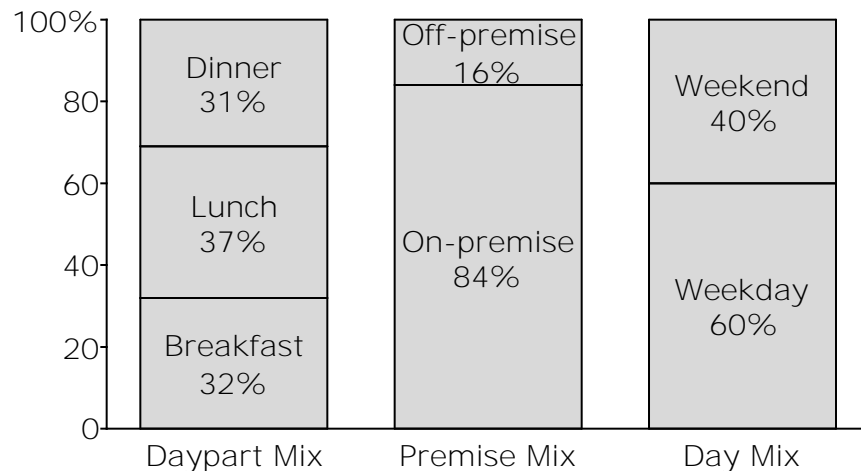 100%
80
60
40
20
0
Dinner
31%
Lunch
37%
Breakfast
32%
Off-premise
16%
On-premise
84%
Weekend
40%
Weekday
60%
Daypart Mix
Premise Mix
Day Mix